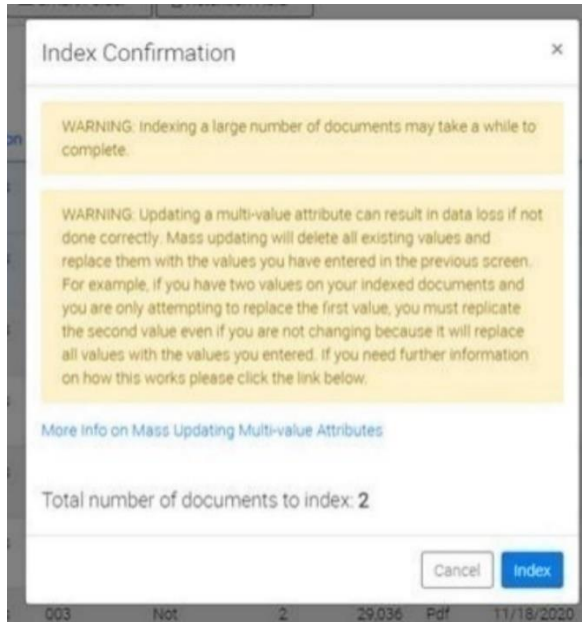 Index Confirmation
×
WARNING: Indexing a large number of documents may take a while to
complete.
on
WARNING: Updating a multi-value attribute can result in data loss if not
done correctly. Mass updating will delete all existing values and
replace them with the values you have entered in the previous screen.
For example, if you have two values on your indexed documents and
you are only attempting to replace the first value, you must replicate
the second value even if you are not changing because it will replace
all values with the values you entered. If you need further information
on how this works please click the link below.
More Info on Mass Updating Multi-value Attributes
Total number of documents to index: 2
Cancel
Index
003 Not 2 29,036 Pdf 11/18/2020